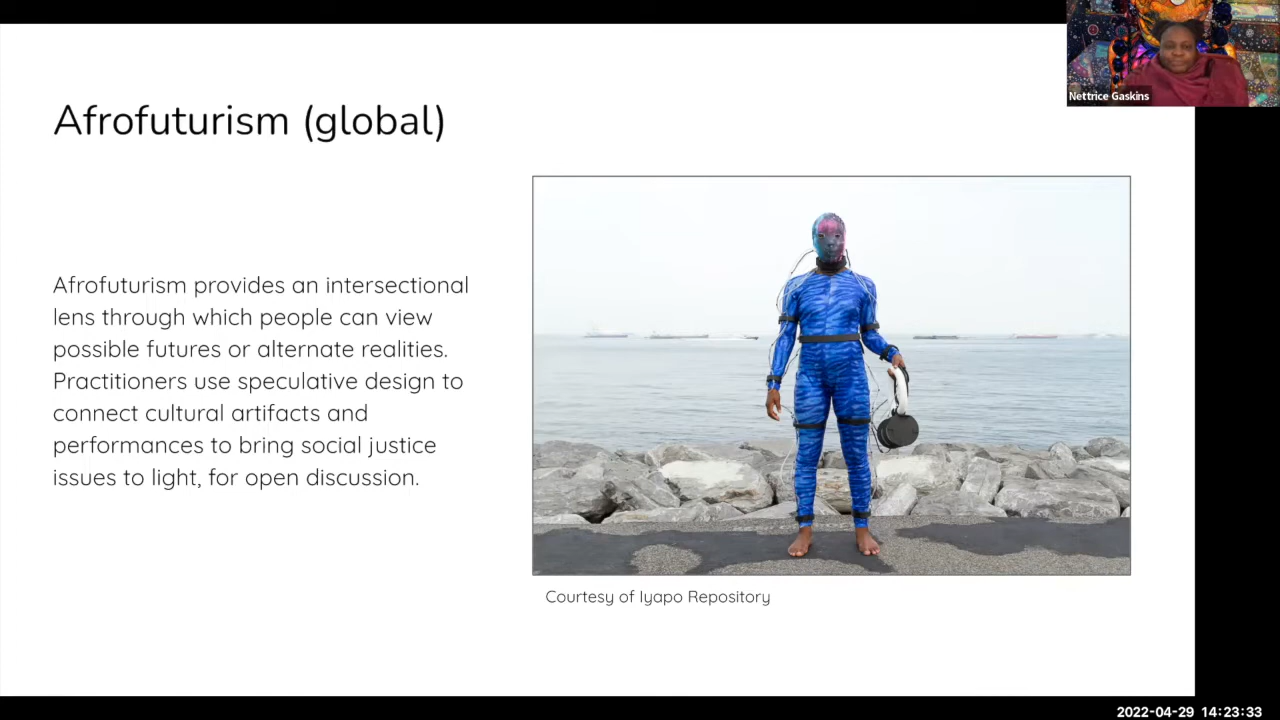 Nettrice Gaskins
Afrofuturism (global)
Afrofuturism provides an intersectional
lens through which people can view
possible futures or alternate realities.
Practitioners use speculative design to
connect cultural artifacts and
performances to bring social justice
issues to light, for open discussion.
Courtesy of Iyapo Repository
2022-04-29 14:23:33